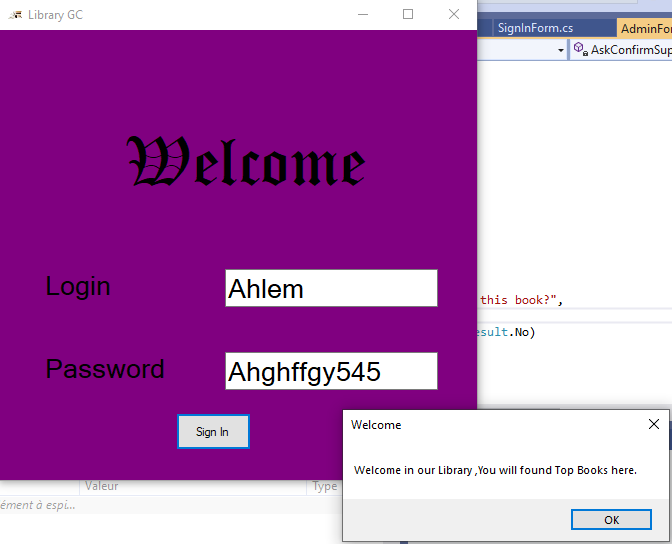 Library GC
SignInForm.cs
AdminFo
AskConfirmSup
Welcome
this book?",
Login
Ahlem
esult.No)
Password
Ahghffgy545
Sign In
Welcome
Welcome in our Library ,You will found Top Books here.
OK
Valeur
Type
ément à espi...